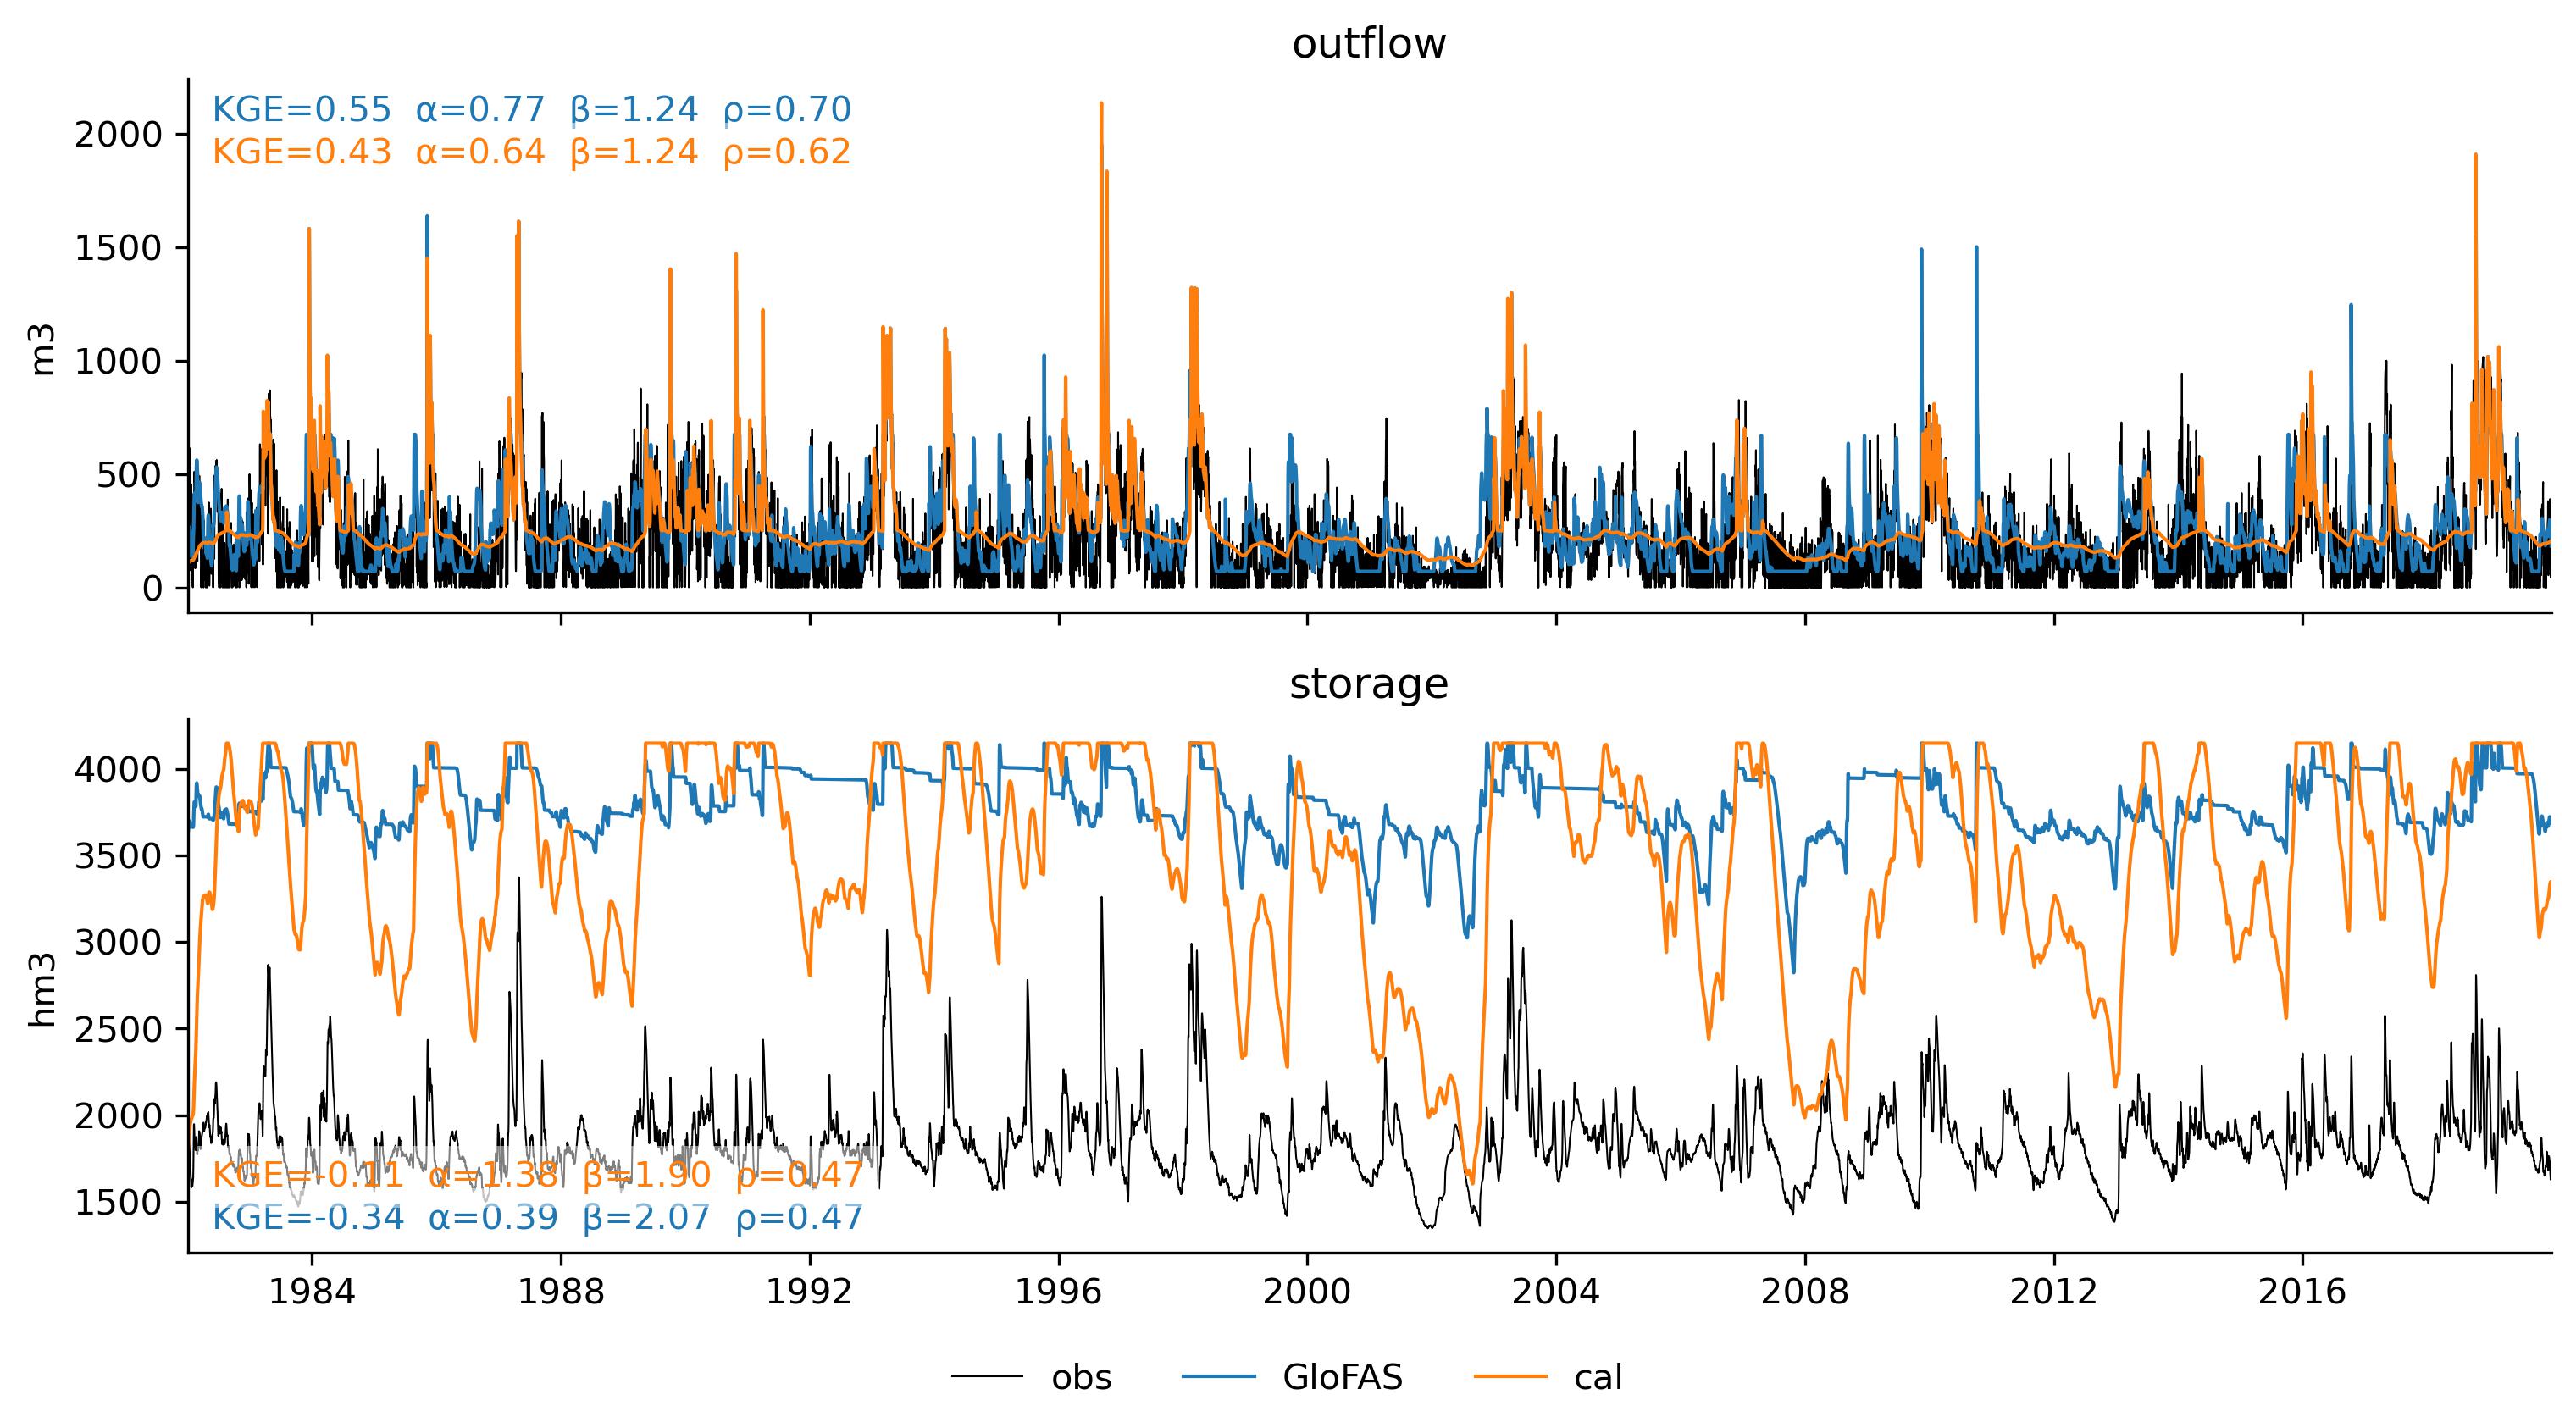 outflow
KGE=0.55 α=0.77 β=1.24 ρ=0.70
KGE=0.43 α=0.64 β=1.24 ρ=0.62
m3
2000
1500
1000
500
0
storage
hm3
4000
3500
3000
2500
2000
1500
KGE=-0.11 α=1.38 β=1.90 ρ=0.47
KGE=-0.34 α=0.39 β=2.07 ρ=0.47
1984 1988 1992 1996 2000 2004 2008 2012 2016
obs GloFAS cal